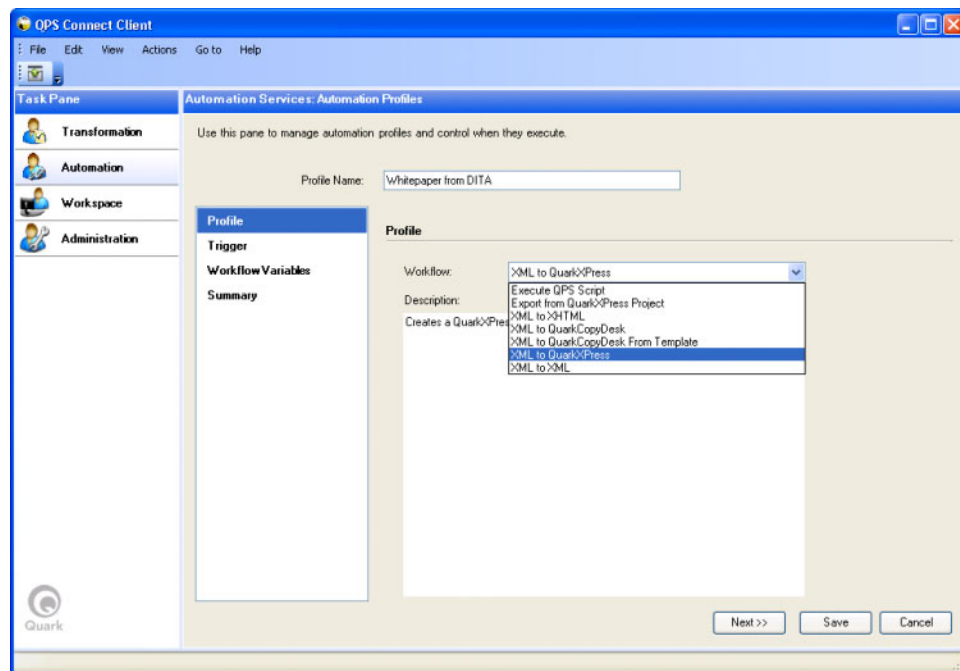 QPS Connect Client
File Edit View Actions Go to Help
Task Pane
Automation Services: Automation Profiles
Transformation
Automation
Workspace
Administration
Use this pane to manage automation profiles and control when they execute.
Profile Name: Whitepaper from DITA
Profile
Trigger
Workflow Variables
Summary
Profile
Workflow: XML to QuarkXPress
Execute QPS Script
Export from QuarkXPress Project
XML to XHTML
XML to QuarkCopyDesk
XML to QuarkCopyDesk From Template
XML to QuarkXPress
XML to XML
Description:
Creates a QuarkXPres
Next >> Save Cancel
Quark